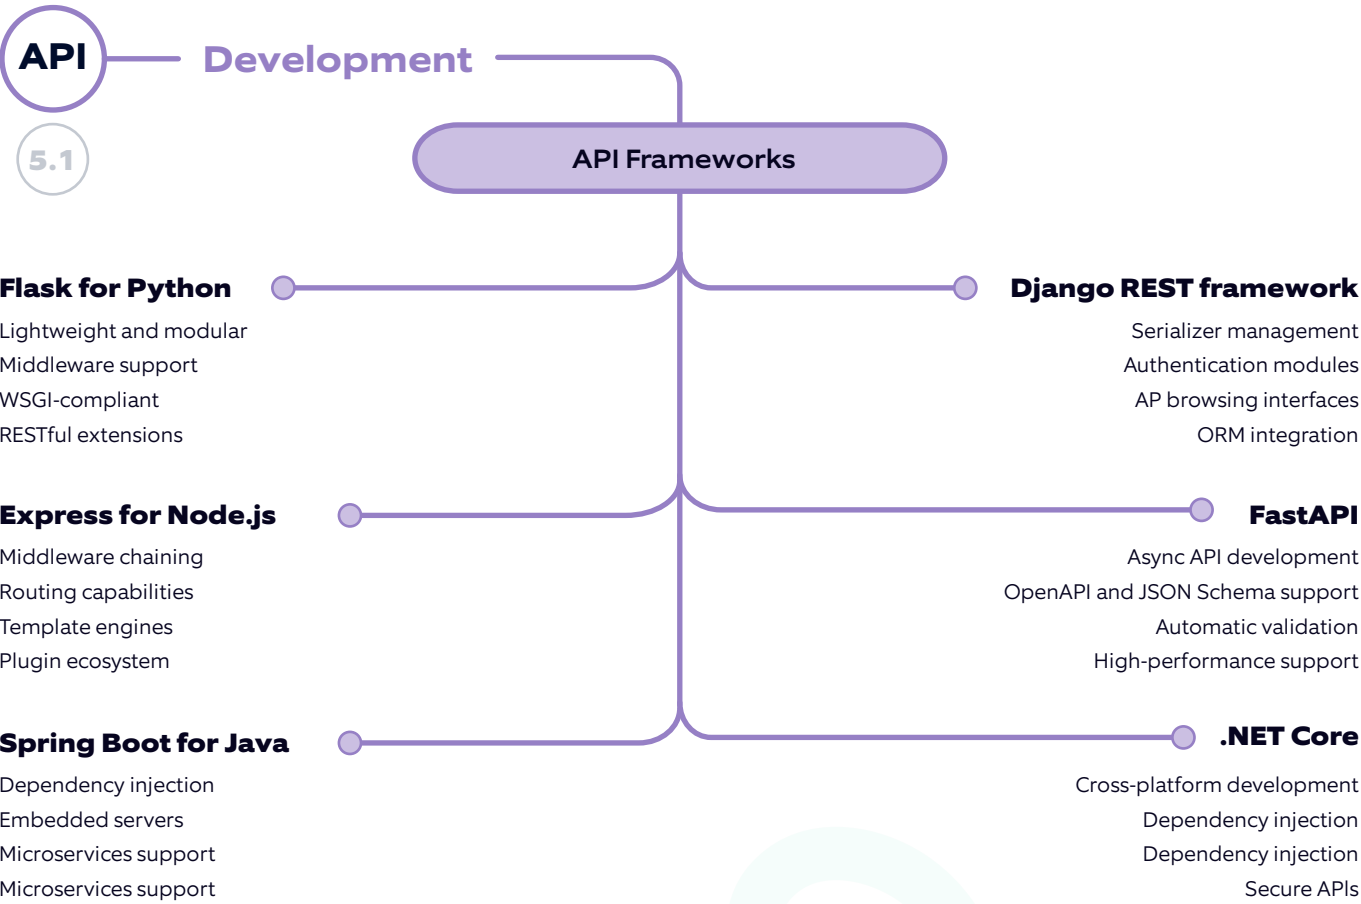 API
Development
5.1
API Frameworks
Flask for Python
Lightweight and modular
Middleware support
WSGI-compliant
RESTful extensions
Django REST framework
Serializer management
Authentication modules
AP browsing interfaces
ORM integration
Express for Node.js
Middleware chaining
Routing capabilities
Template engines
Plugin ecosystem
FastAPI
Async API development
OpenAPI and JSON Schema support
Automatic validation
High-performance support
Spring Boot for Java
Dependency injection
Embedded servers
Microservices support
Microservices support
.NET Core
Cross-platform development
Dependency injection
Dependency injection
Secure APIs